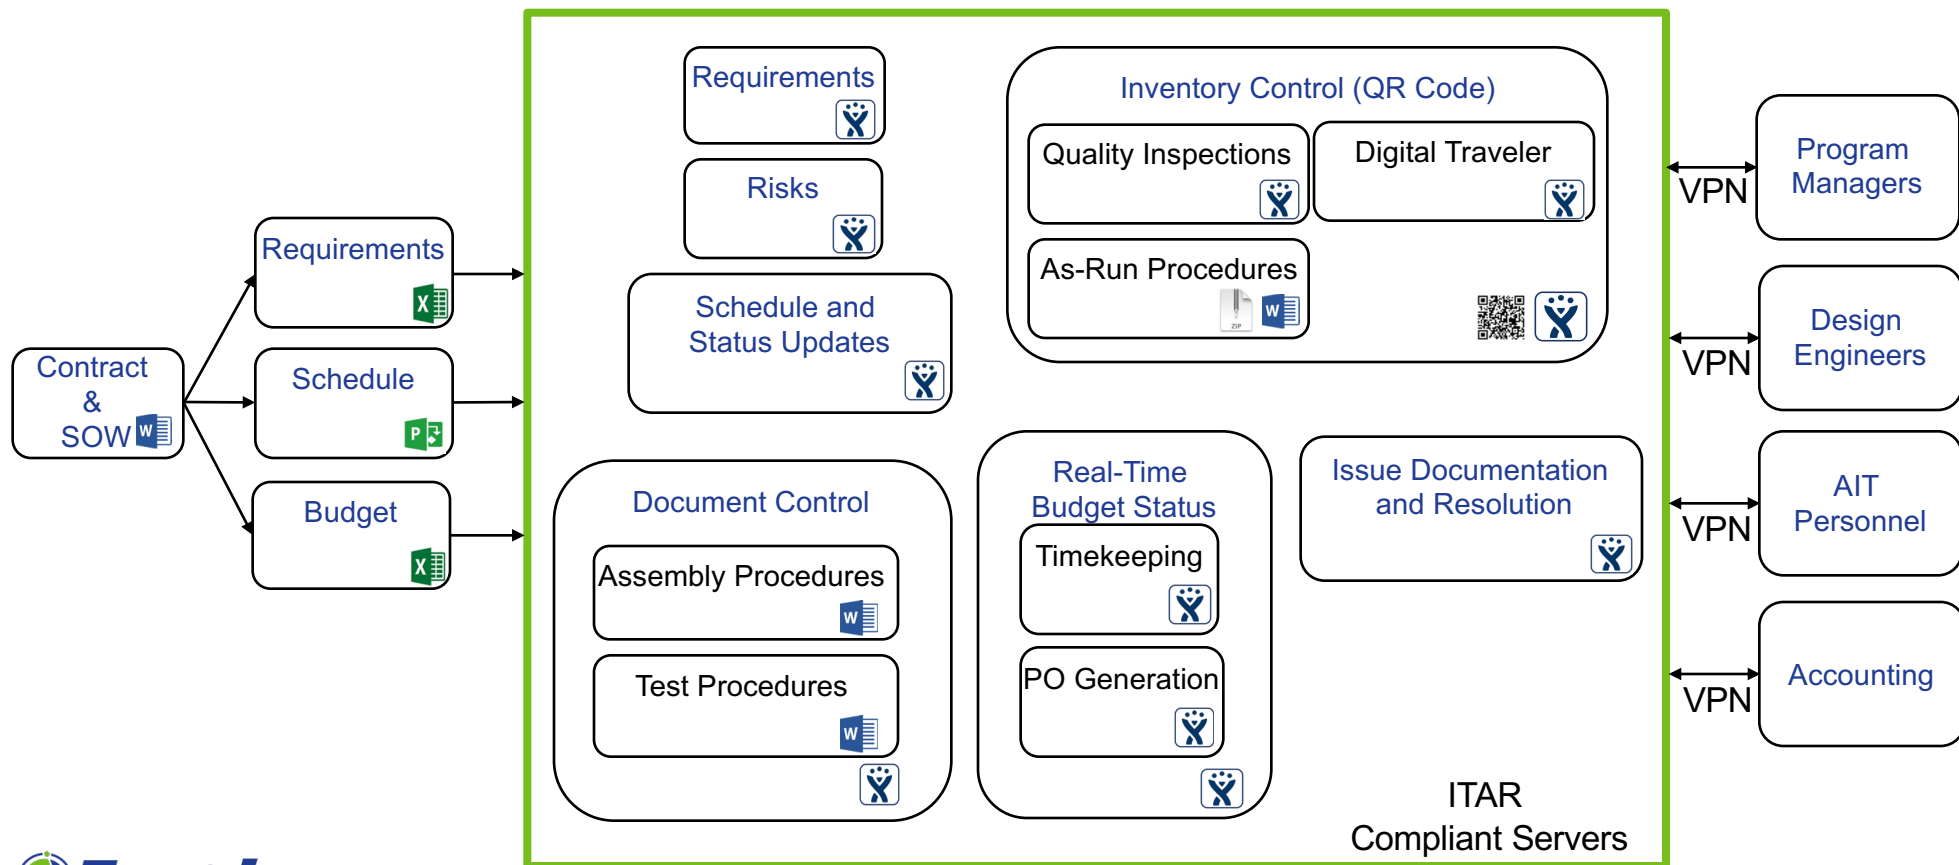 Contract
&
SOW
Requirements
Schedule
Budget
Requirements
Risks
Schedule and
Status Updates
Inventory Control (QR Code)
Quality Inspections
Digital Traveler
As-Run Procedures
ZIP
Document Control
Assembly Procedures
Test Procedures
Real-Time
Budget Status
Timekeeping
PO Generation
Issue Documentation
and Resolution
ITAR
Compliant Servers
VPN
VPN
VPN
VPN
Program
Managers
Design
Engineers
AIT
Personnel
Accounting